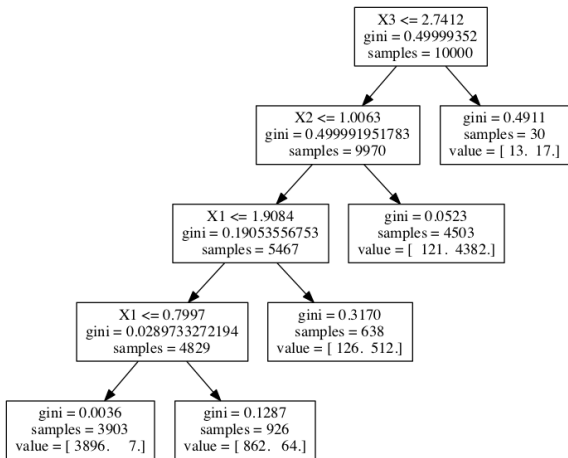 X3 <= 2.7412
gini = 0.49999352
samples = 10000
X2 <= 1.0063
gini = 0.499991951783
samples = 9970
gini = 0.4911
samples = 30
value = [ 13. 17.]
X1 <= 1.9084
gini = 0.19053556753
samples = 5467
gini = 0.0523
samples = 4503
value = [ 121. 4382.]
X1 <= 0.7997
gini = 0.0289733272194
samples = 4829
gini = 0.3170
samples = 638
value = [ 126. 512.]
gini = 0.0036
samples = 3903
value = [ 3896. 7.]
gini = 0.1287
samples = 926
value = [ 862. 64.]